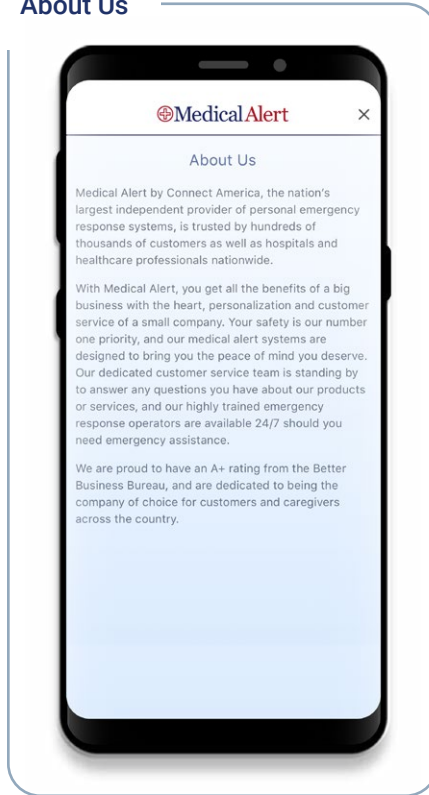 About Us
Medical Alert
About Us
Medical Alert by Connect America, the nation's
largest independent provider of personal emergency
response systems, is trusted by hundreds of
thousands of customers as well as hospitals and
healthcare professionals nationwide.
With Medical Alert, you get all the benefits of a big
business with the heart, personalization and customer
service of a small company. Your safety is our number
one priority, and our medical alert systems are
designed to bring you the peace of mind you deserve.
Our dedicated customer service team is standing by
to answer any questions you have about our products
or services, and our highly trained emergency
response operators are available 24/7 should you
need emergency assistance.
We are proud to have an A+ rating from the Better
Business Bureau, and are dedicated to being the
company of choice for customers and caregivers
across the country.